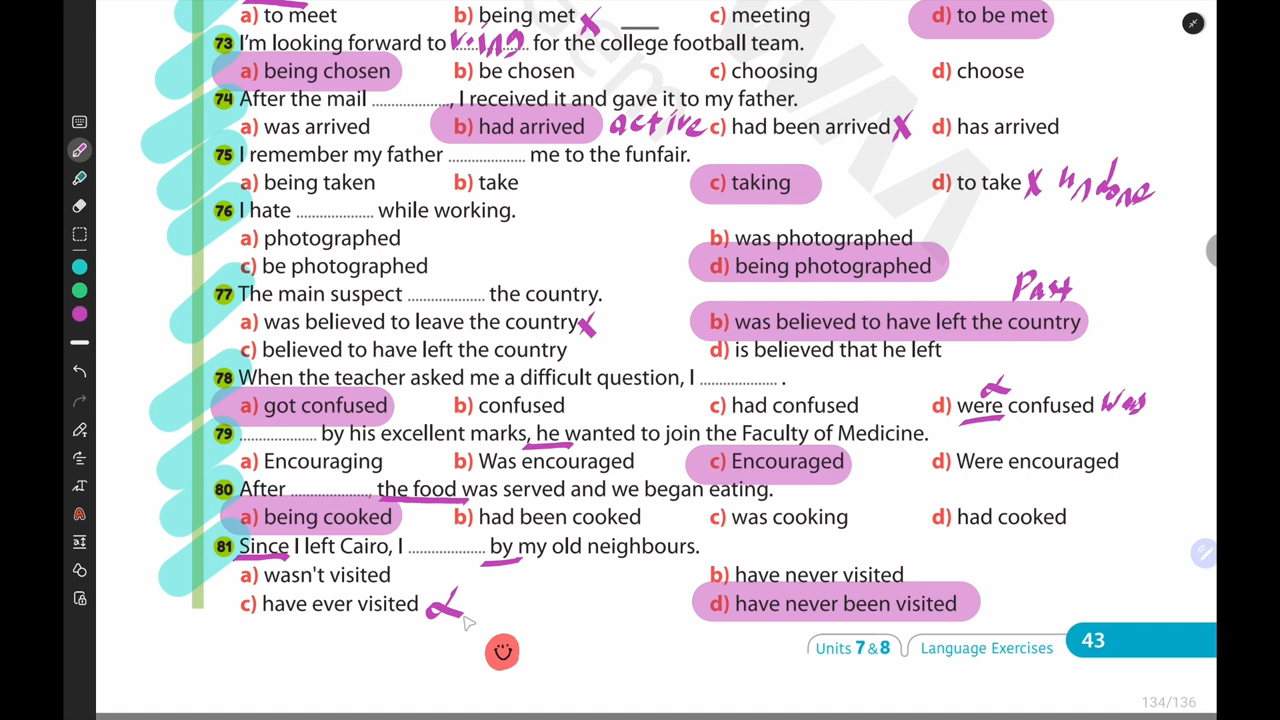 a) to meet b) being met x c) meeting d) to be met
73 I'm looking forward to v.ing for the college football team.
a) being chosen b) be chosen c) choosing d) choose
74 After the mail ...................., I received it and gave it to my father.
a) was arrived b) had arrived active c) had been arrived x d) has arrived
75 I remember my father .................... me to the funfair.
a) being taken b) take c) taking d) to take x undone
76 I hate .................... while working.
a) photographed b) was photographed
c) be photographed d) being photographed
77 The main suspect .................... the country. Past
a) was believed to leave the country x b) was believed to have left the country
c) believed to have left the country d) is believed that he left
78 When the teacher asked me a difficult question, I .................... .
a) got confused b) confused c) had confused d) were confused was
79 .................... by his excellent marks, he wanted to join the Faculty of Medicine.
a) Encouraging b) Was encouraged c) Encouraged d) Were encouraged
80 After ...................., the food was served and we began eating.
a) being cooked b) had been cooked c) was cooking d) had cooked
81 Since I left Cairo, I .................... by my old neighbours.
a) wasn't visited b) have never visited
c) have ever visited d) have never been visited
Units 7 & 8 Language Exercises 43
134/136